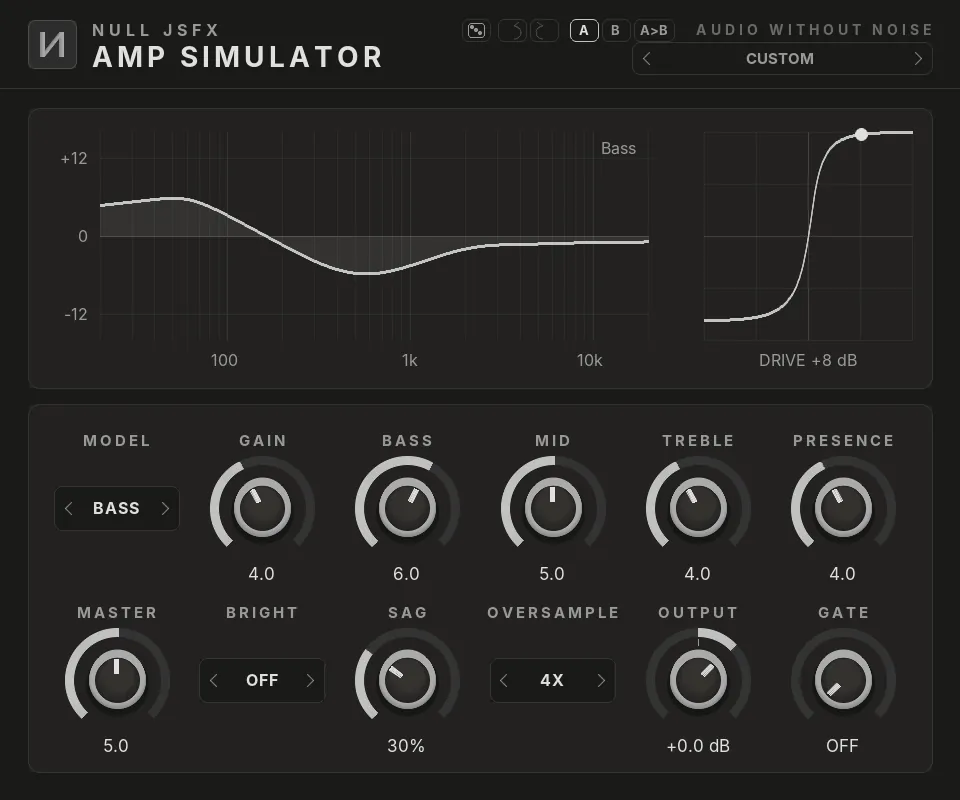 NULL JSFX
AMP SIMULATOR
A B A>B
AUDIO WITHOUT NOISE
CUSTOM
+12
0
-12
100 1k 10k
Bass
DRIVE +8 dB
MODEL GAIN BASS MID TREBLE PRESENCE
BASS
4.0 6.0 5.0 4.0 4.0
MASTER BRIGHT SAG OVERSAMPLE OUTPUT GATE
OFF 4X
5.0 30% +0.0 dB OFF